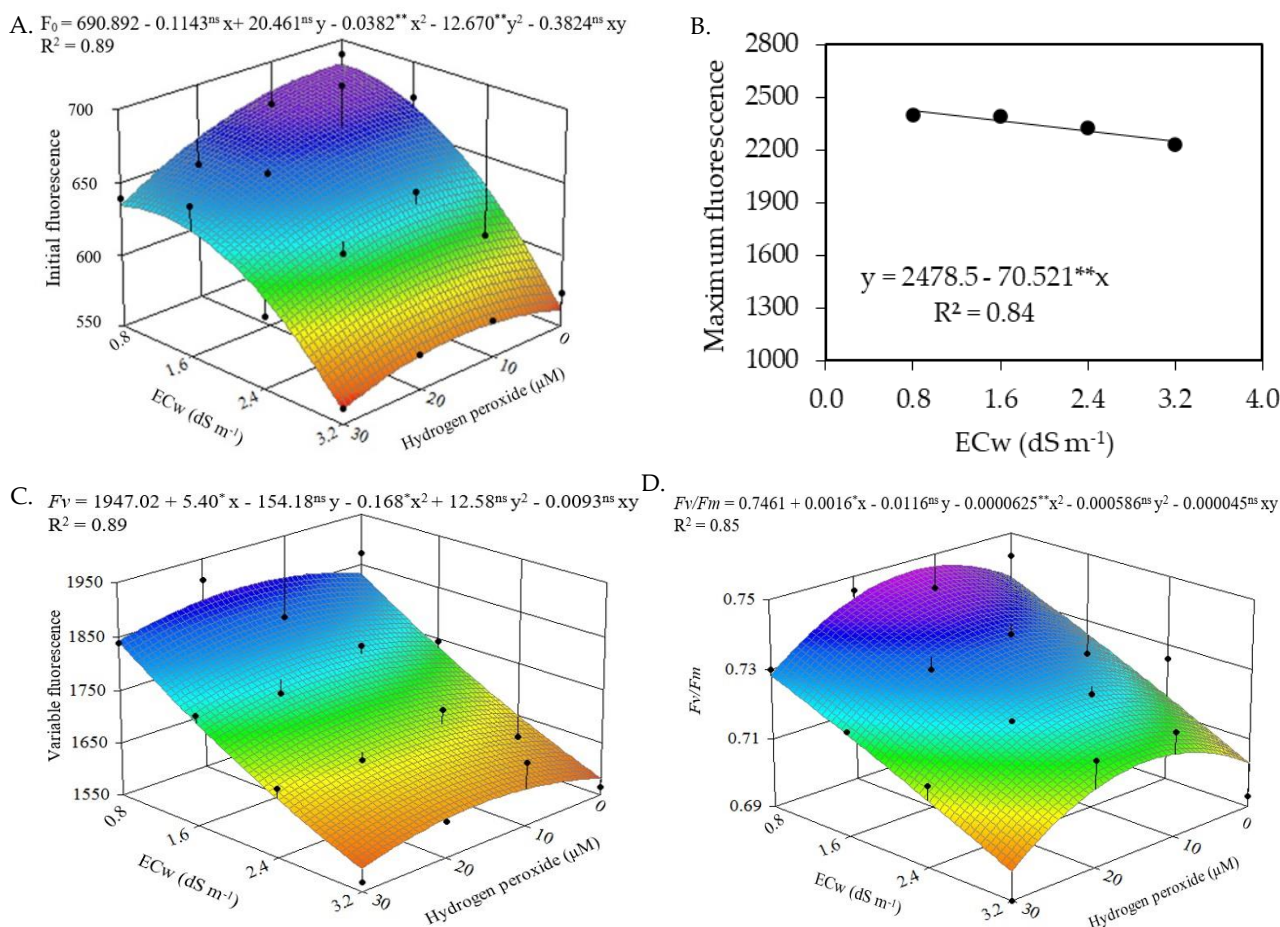 A. F₀ = 690.892 - 0.1143ⁿˢ x+ 20.461ⁿˢ y - 0.0382** x² - 12.670**y² - 0.3824ⁿˢ xy
R² = 0.89
Initial fluorescence
700
650
600
550
0.8
1.6
2.4
3.2
ECw (dS m⁻¹)
30
20
10
0
Hydrogen peroxide (µM)
B.
Maximum fluoresccence
2800
2500
2200
1900
1600
1300
1000
y = 2478.5 - 70.521**x
R² = 0.84
0.0 0.8 1.6 2.4 3.2 4.0
ECw (dS m⁻¹)
C. Fv = 1947.02 + 5.40* x - 154.18ⁿˢ y - 0.168*x² + 12.58ⁿˢ y² - 0.0093ⁿˢ xy
R² = 0.89
Variable fluorescence
1950
1850
1750
1650
1550
0.8
1.6
2.4
3.2
ECw (dS m⁻¹)
30
20
10
0
Hydrogen peroxide (µM)
D. Fv/Fm = 0.7461 + 0.0016*x - 0.0116ⁿˢ y - 0.0000625**x² - 0.000586ⁿˢ y² - 0.000045ⁿˢ xy
R² = 0.85
Fv/Fm
0.75
0.73
0.71
0.69
0.8
1.6
2.4
3.2
ECw (dS m⁻¹)
30
20
10
0
Hydrogen peroxide (µM)